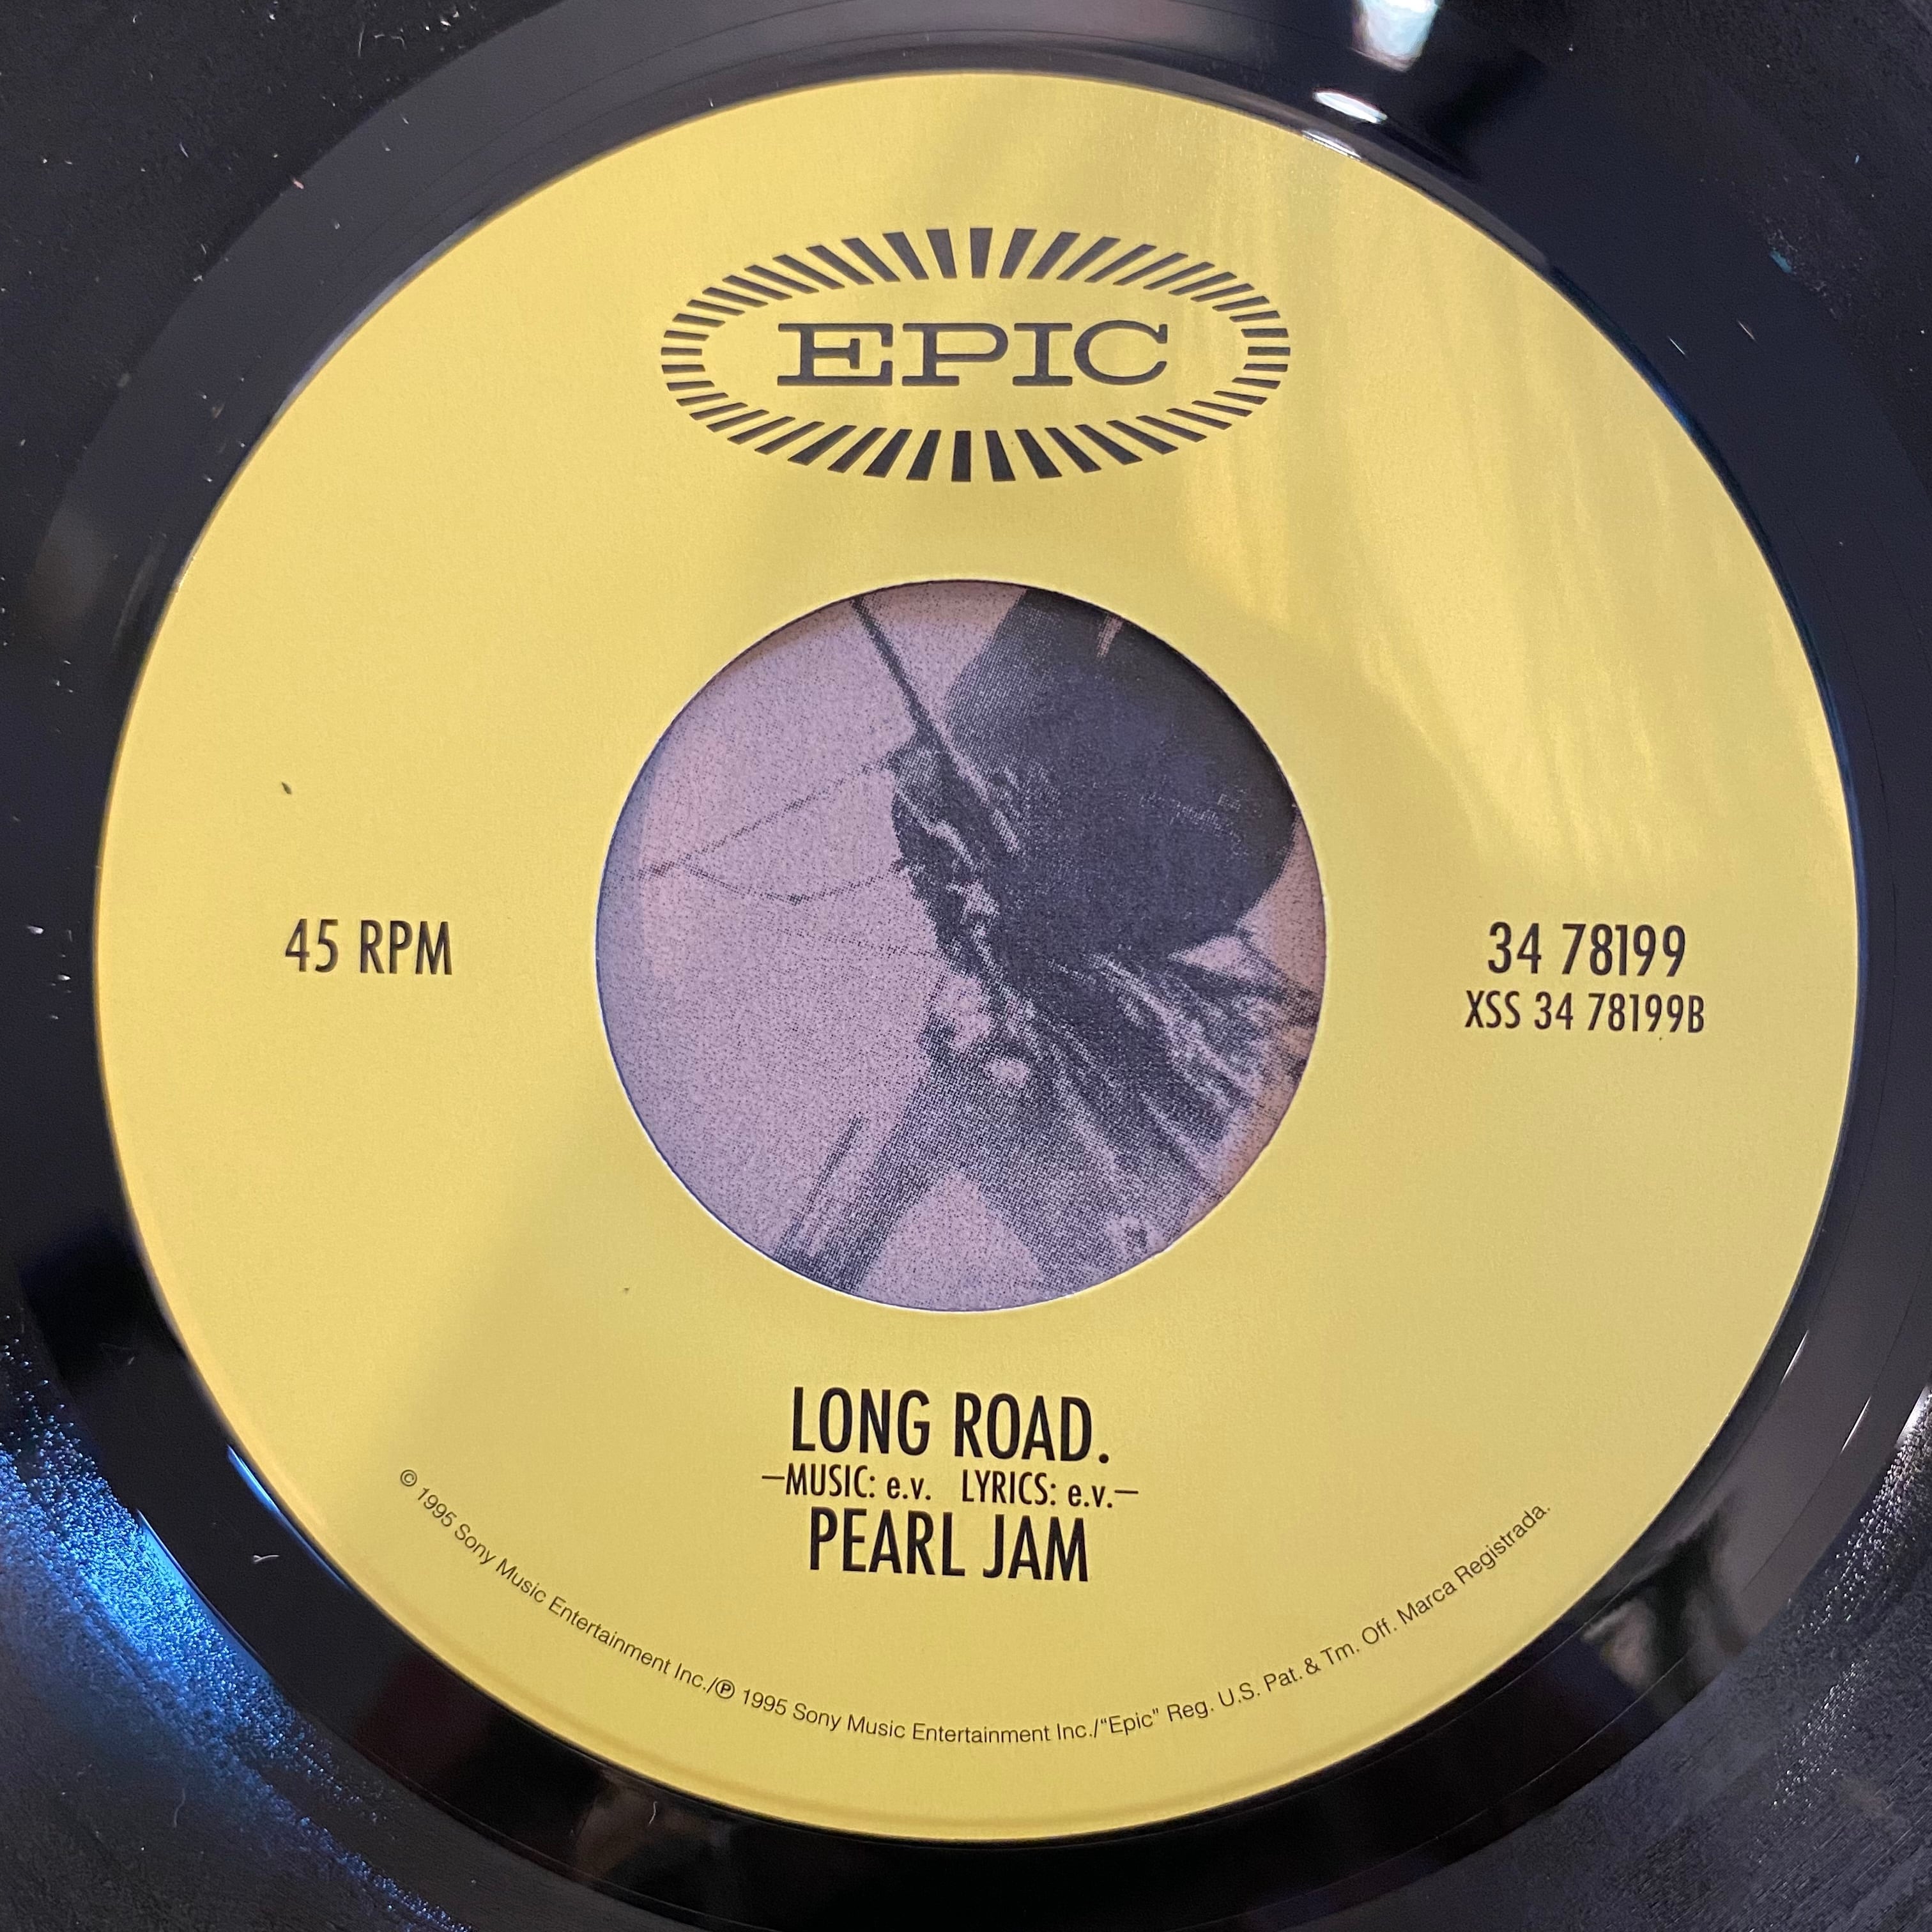 EPIC
45 RPM
34 78199
XSS 34 78199B
LONG ROAD.
—MUSIC: e.v. LYRICS: e.v.—
PEARL JAM
© 1995 Sony Music Entertainment Inc./℗ 1995 Sony Music Entertainment Inc./“Epic” Reg. U.S. Pat. & Tm. Off. Marca Registrada.